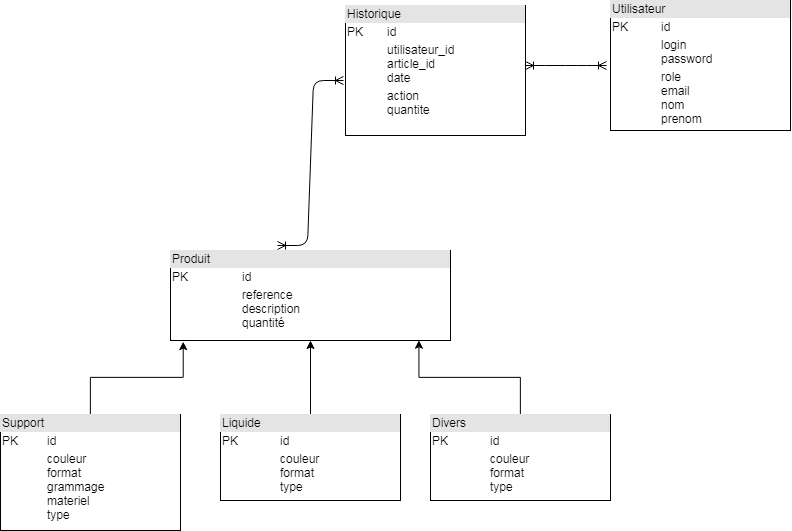 Historique
PK id
utilisateur_id
article_id
date
action
quantite
Utilisateur
PK id
login
password
role
email
nom
prenom
Produit
PK id
reference
description
quantité
Support
PK id
couleur
format
grammage
materiel
type
Liquide
PK id
couleur
format
type
Divers
PK id
couleur
format
type